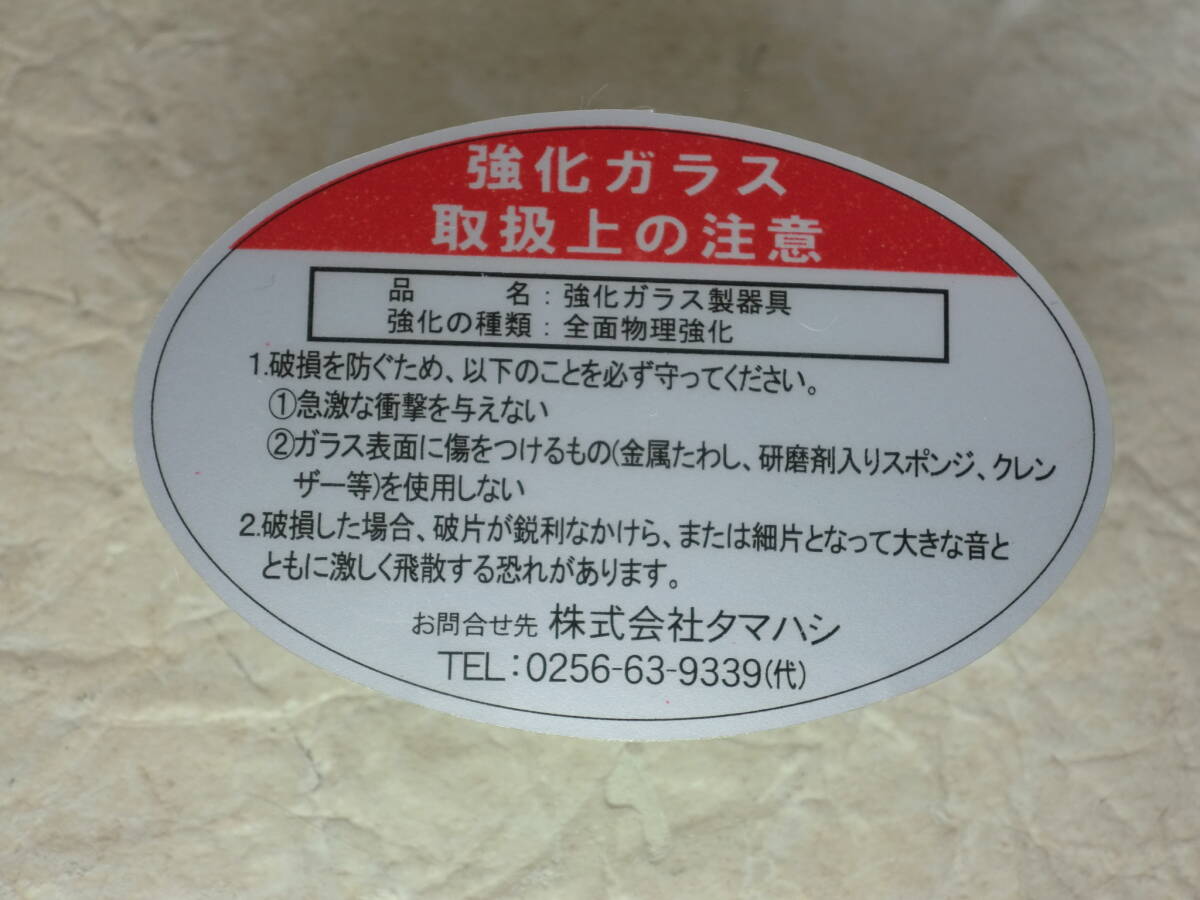 強化ガラス
取扱上の注意
品 名：強化ガラス製器具
強化の種類：全面物理強化
1.破損を防ぐため、以下のことを必ず守ってください。
①急激な衝撃を与えない
②ガラス表面に傷をつけるもの(金属たわし、研磨剤入りスポンジ、クレン
ザー等)を使用しない
2.破損した場合、破片が鋭利なかけら、または細片となって大きな音と
ともに激しく飛散する恐れがあります。
お問合せ先 株式会社タマハシ
TEL：0256-63-9339(代)